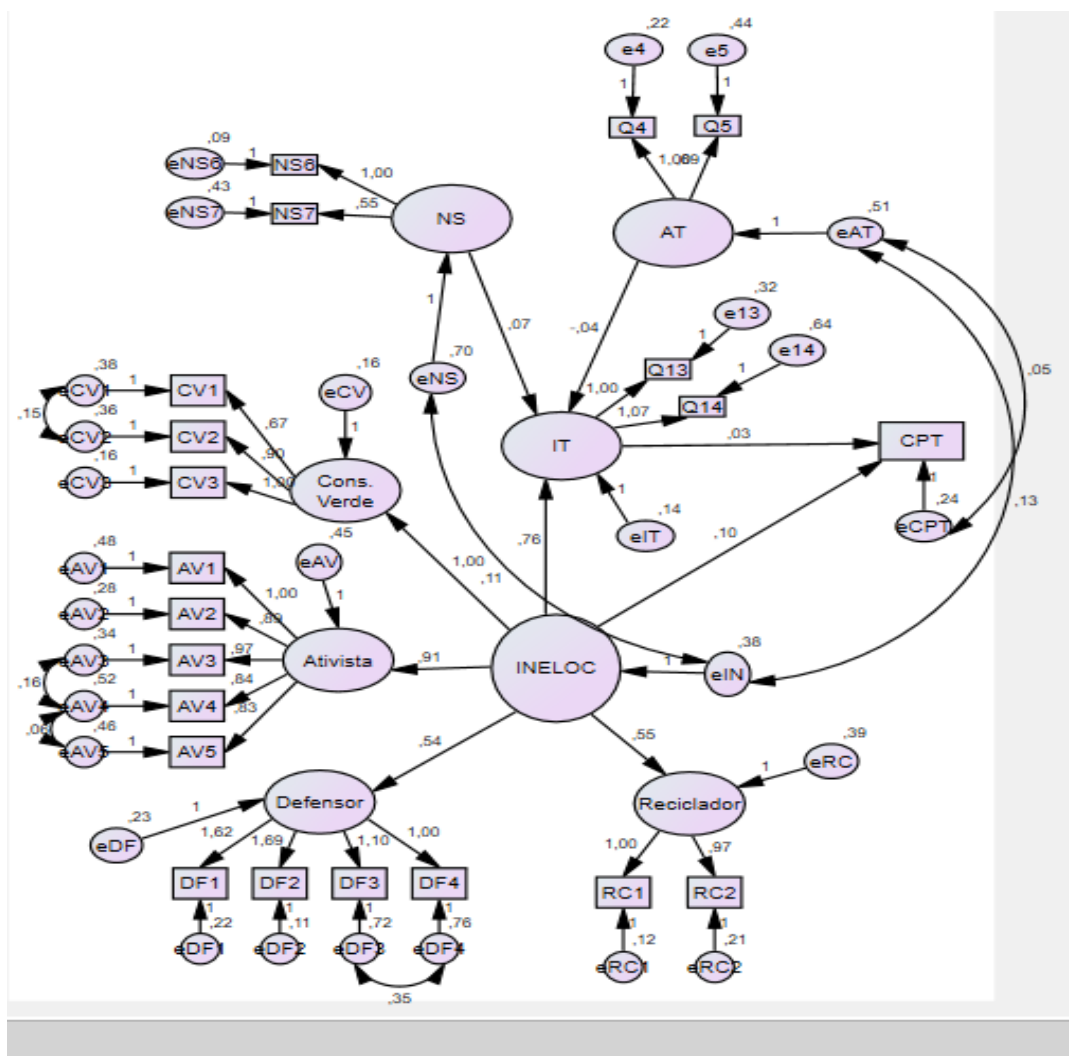 ,22
,44
e4
e5
1
1
Q4
Q5
,09
eNS6
1
NS6
1,00
,43
eNS7
1
NS7
,55
NS
AT
1
eAT
,51
1
,07
-,04
,32
e13
1
,64
e14
1
Q13
Q14
1,00
1,07
,05
,70
eNS
,16
eCV
1
,38
eCV1
1
CV1
,15
,36
eCV2
1
CV2
,16
1
CV3
,67
,90
1,00
Cons.
Verde
IT
,03
CPT
1
,24
eCPT
,13
1
,14
eIT
,76
,10
1,00
,11
,45
eAV
1
,48
eAV1
1
AV1
,28
eAV2
1
AV2
,34
eAV3
1
AV3
,16
,52
eAV4
1
AV4
,06
,46
eAV5
1
AV5
1,00
,89
,97
,84
,83
Ativista
,91
INELOC
1
,38
eIN
,54
,55
,39
eRC
1
Defensor
Reciclador
,23
eDF
1
1,62
1,69
1,10
1,00
1,00
,97
DF1
DF2
DF3
DF4
RC1
RC2
1
,22
1
,11
1
,72
1
,76
1
,12
1
,21
eDF1
eDF2
eDF3
eDF4
eRC1
eRC2
,35